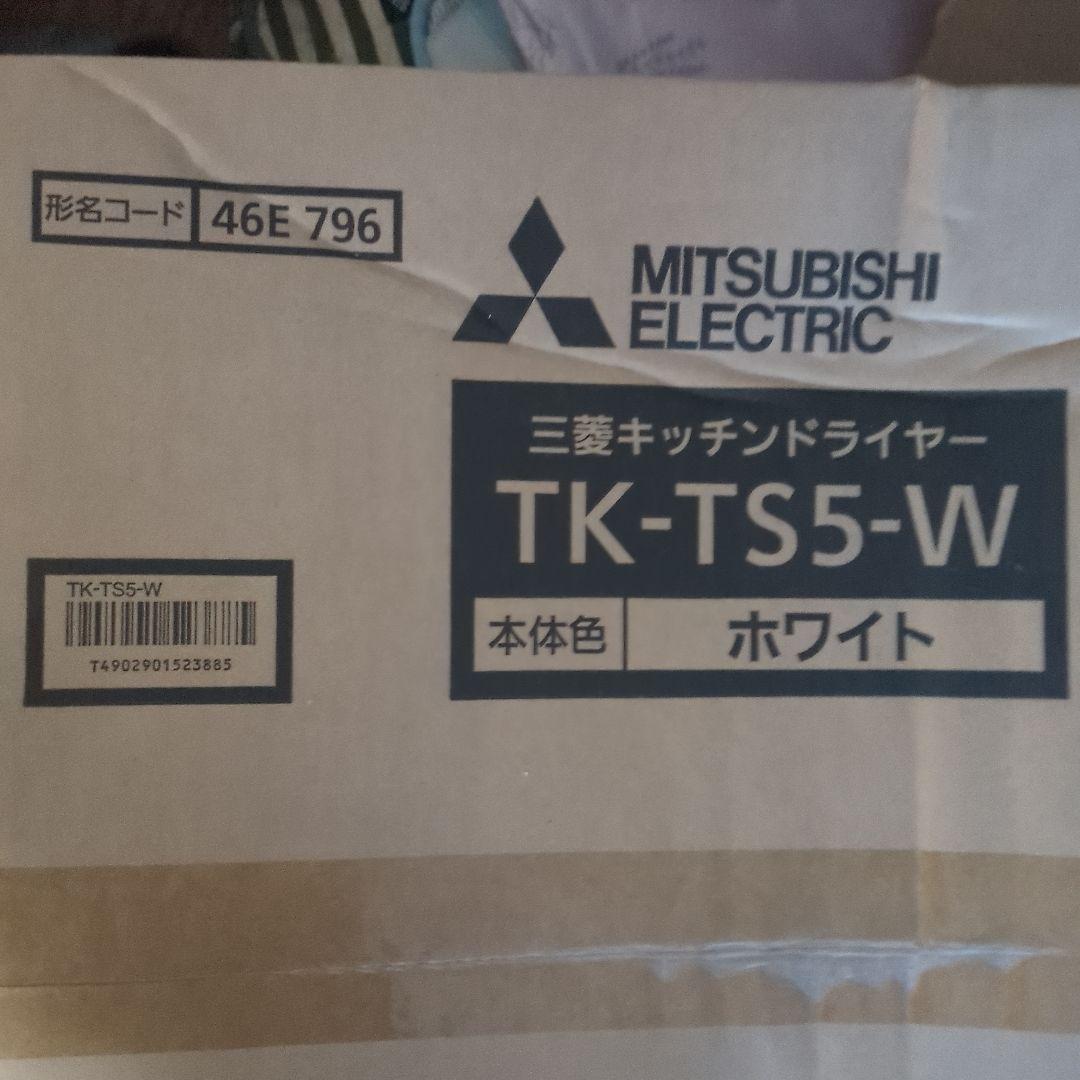 形名コード 46E 796
MITSUBISHI
ELECTRIC
三菱キッチンドライヤー
TK-TS5-W
本体色 ホワイト
TK-TS5-W
T4902901523885